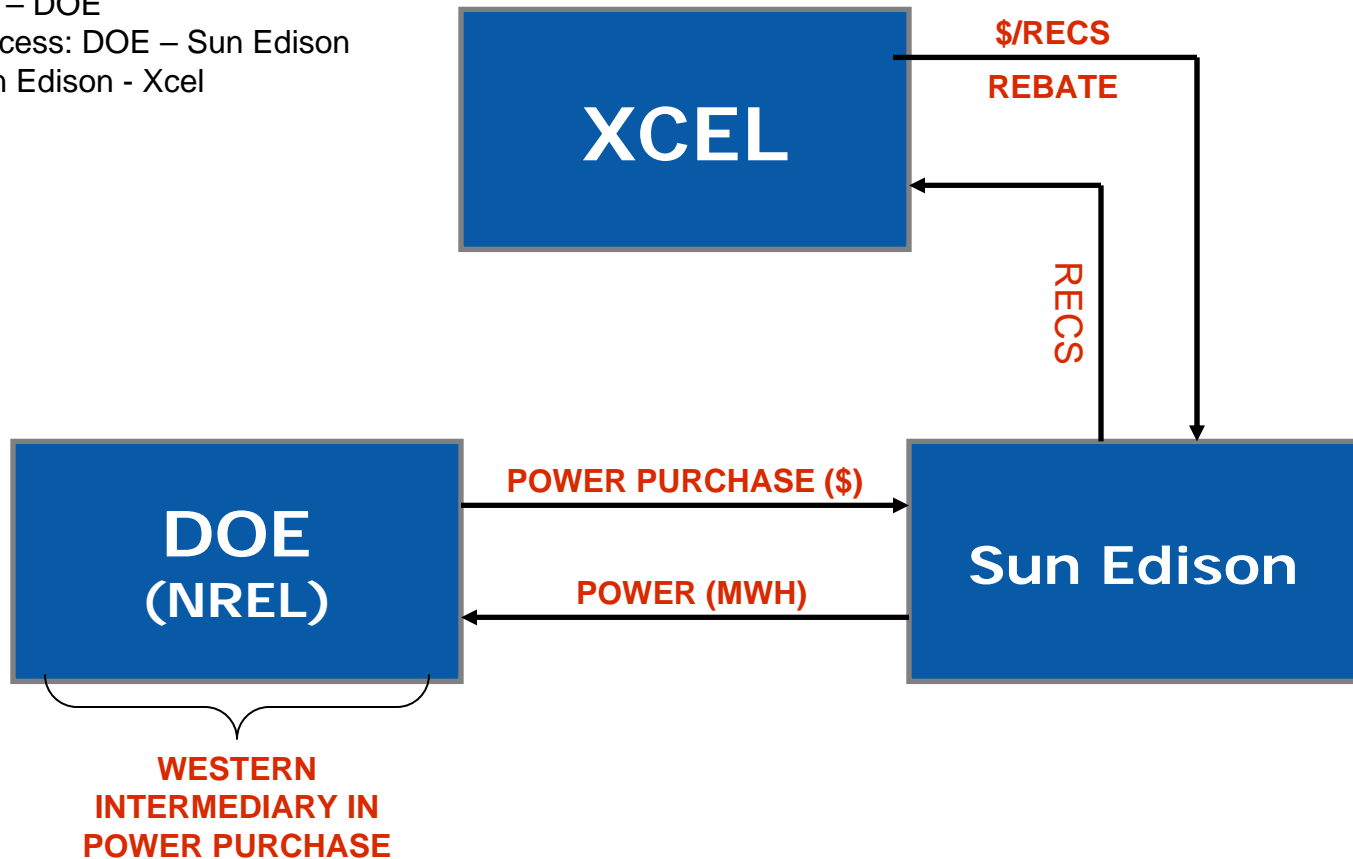 – DOE
cess: DOE – Sun Edison
n Edison - Xcel
$/RECS
REBATE
XCEL
RECS
POWER PURCHASE ($)
DOE
(NREL)
Sun Edison
POWER (MWH)
WESTERN
INTERMEDIARY IN
POWER PURCHASE